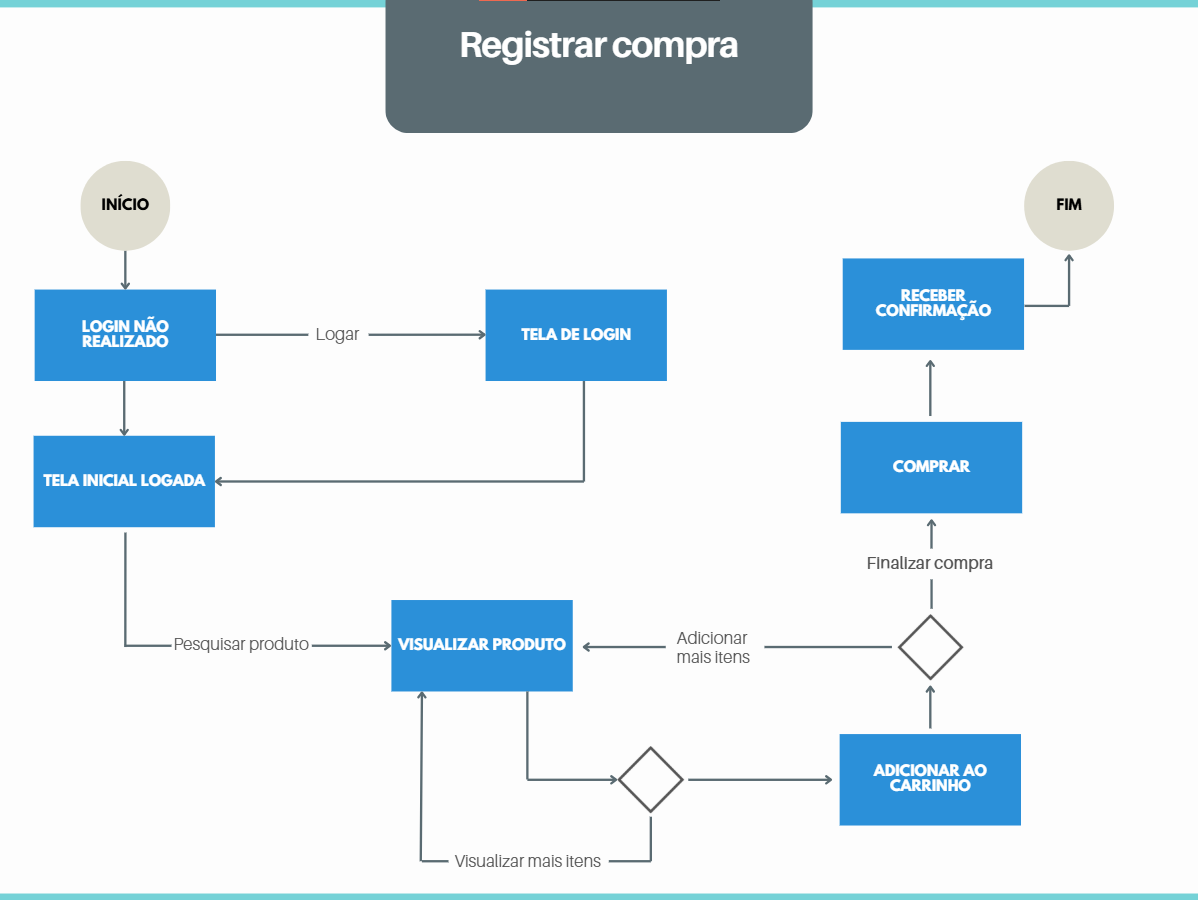 Registrar compra
INÍCIO
FIM
LOGIN NÃO
REALIZADO
Logar
TELA DE LOGIN
RECEBER
CONFIRMAÇÃO
TELA INICIAL LOGADA
COMPRAR
Finalizar compra
Pesquisar produto
VISUALIZAR PRODUTO
Adicionar
mais itens
ADICIONAR AO
CARRINHO
Visualizar mais itens